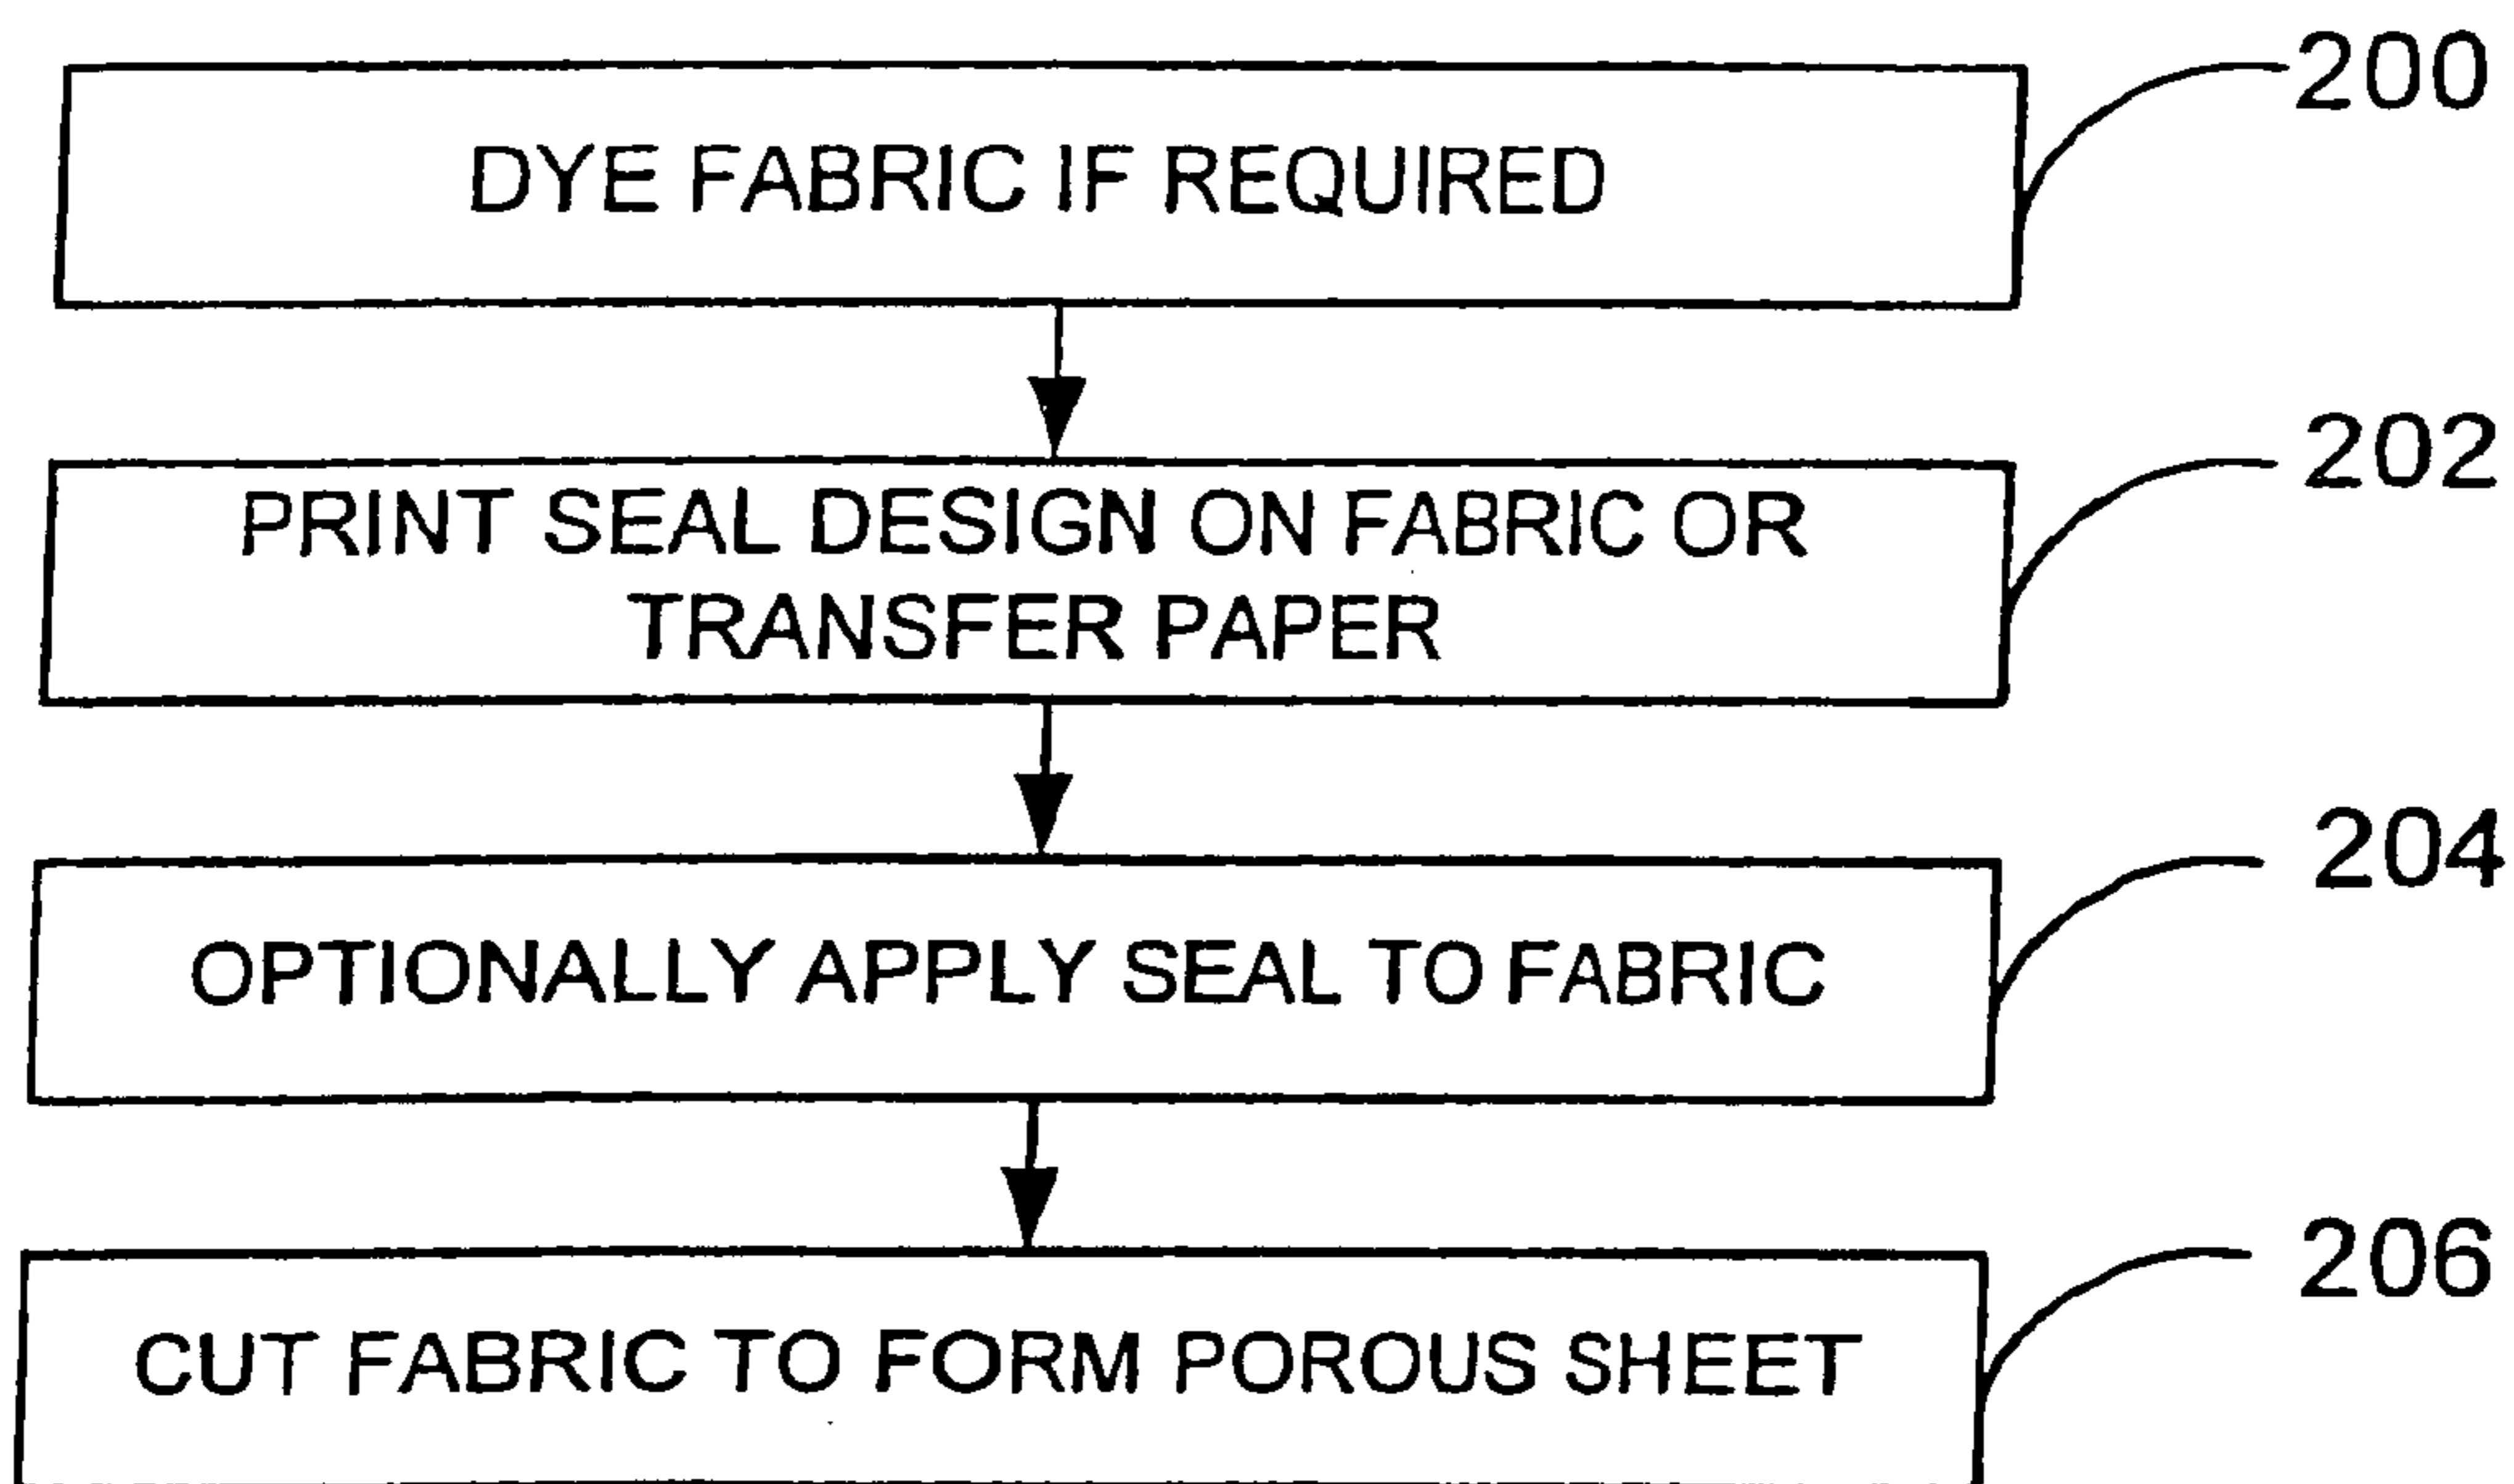 200
DYE FABRIC IF REQUIRED
202
PRINT SEAL DESIGN ON FABRIC OR
TRANSFER PAPER
204
OPTIONALLY APPLY SEAL TO FABRIC
206
CUT FABRIC TO FORM POROUS SHEET